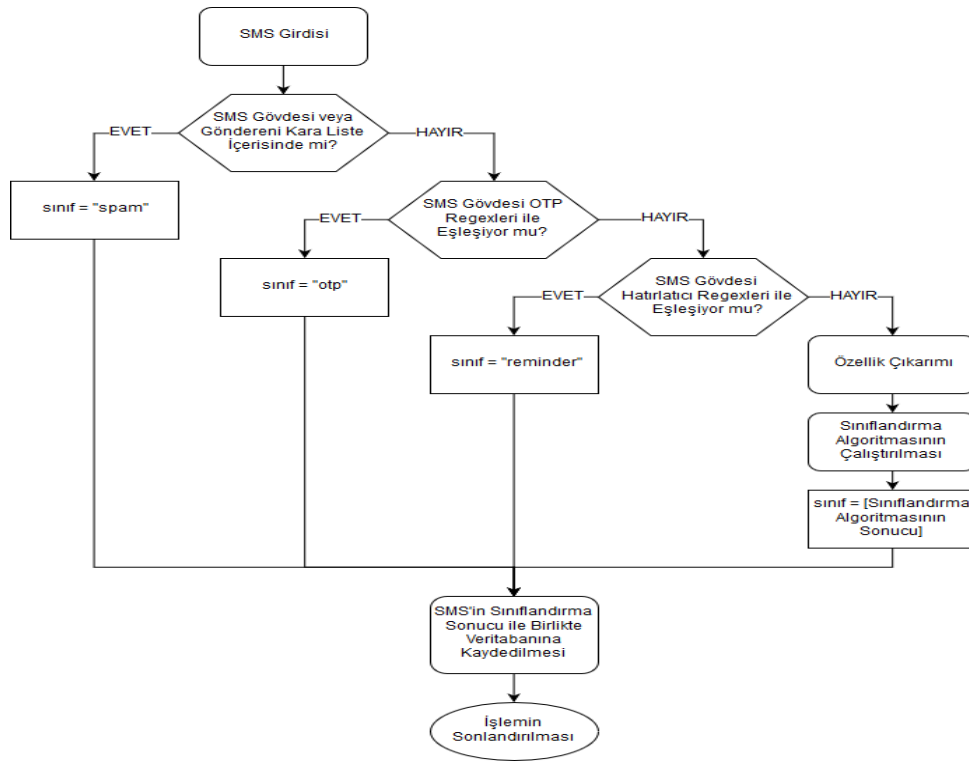 SMS Girdisi
SMS Gövdesi veya
Göndereni Kara Liste
İçerisinde mi?
EVET
HAYIR
sınıf = "spam"
SMS Gövdesi OTP
Regexleri ile
Eşleşiyor mu?
EVET
HAYIR
sınıf = "otp"
SMS Gövdesi
Hatırlatıcı Regexleri ile
Eşleşiyor mu?
EVET
HAYIR
sınıf = "reminder"
Özellik Çıkarımı
Sınıflandırma
Algoritmasının
Çalıştırılması
sınıf = [Sınıflandırma
Algoritmasının
Sonucu]
SMS'in Sınıflandırma
Sonucu ile Birlikte
Veritabanına
Kaydedilmesi
İşlemin
Sonlandırılması